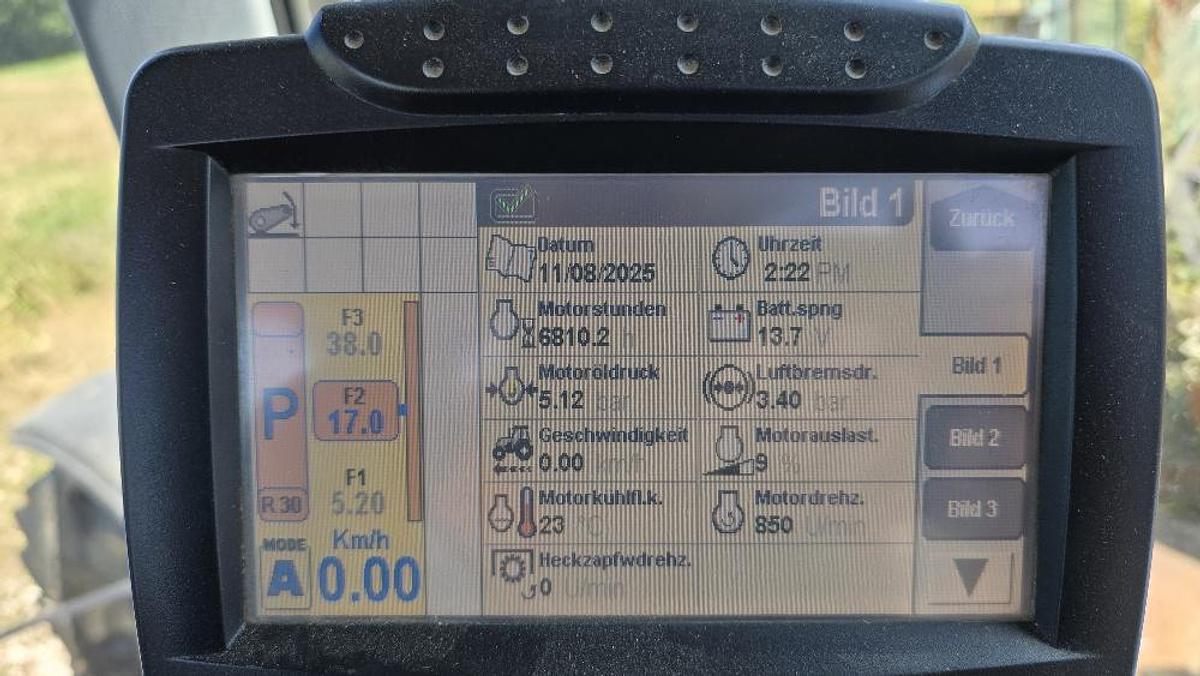 Bild 1
Zurück
Datum
11/08/2025
Uhrzeit
2:22 PM
Motorstunden
6810.2 h
Batt.spng
13.7 V
Motoröldruck
5.12 bar
Luftbremsdr.
3.40 bar
Geschwindigkeit
0.00 km/h
Motorauslast.
9 %
Motorkühlfl.k.
23 °C
Motordrehz.
850 U/min
Heckzapfwdrehz.
0 U/min
F3
38.0
F2
17.0
F1
5.20
P
R 30
MODE
A
Km/h
0.00
Bild 1
Bild 2
Bild 3